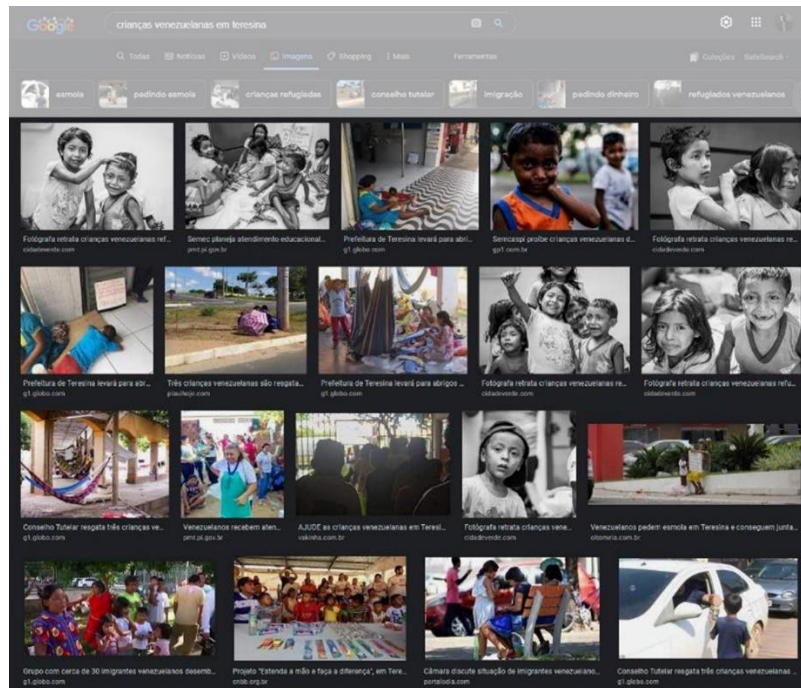 Google
crianças venezuelanas em teresina
Todas Notícias Vídeos Imagens Shopping Mais Ferramentas Coleções SafeSearch
esmola pedindo esmola crianças refugiadas conselho tutelar imigração pedindo dinheiro refugiados venezuelanos
Fotógrafa retrata crianças venezuelanas ref...
cidadeverde.com
Semec planeja atendimento educacional...
pmt.pi.gov.br
Prefeitura de Teresina levará para abri...
g1.globo.com
Semcaspi proíbe crianças venezuelanas d...
gp1.com.br
Fotógrafa retrata crianças venezuelanas re...
cidadeverde.com
Prefeitura de Teresina levará para abr...
g1.globo.com
Três crianças venezuelanas são resgata...
piauihoje.com
Prefeitura de Teresina levará para abrigos ...
g1.globo.com
Fotógrafa retrata crianças venezuelanas re...
cidadeverde.com
Fotógrafa retrata crianças venezuelanas refu...
cidadeverde.com
Conselho Tutelar resgata três crianças ve...
g1.globo.com
Venezuelanos recebem aten...
pmt.pi.gov.br
AJUDE as crianças venezuelanas em Teresi...
vakinha.com.br
Fotógrafa retrata crianças vene...
cidadeverde.com
Venezuelanos pedem esmola em Teresina e conseguem junta...
oitomeia.com.br
Grupo com cerca de 30 imigrantes venezuelanos desemb...
g1.globo.com
Projeto "Estenda a mão e faça a diferença", em Tere...
cnbb.org.br
Câmara discute situação de imigrantes venezuelano...
portalodia.com
Conselho Tutelar resgata três crianças venezuelanas ...
g1.globo.com